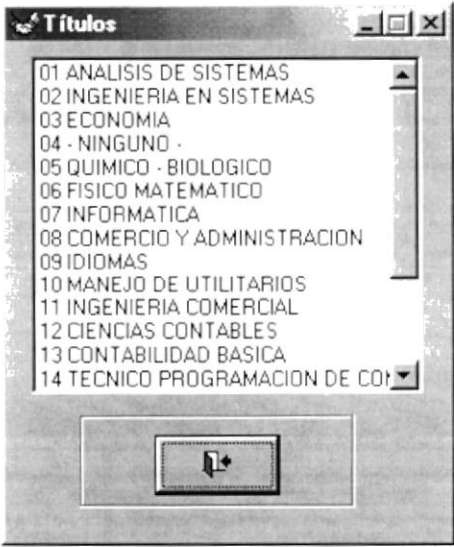 Títulos
01 ANALISIS DE SISTEMAS
02 INGENIERIA EN SISTEMAS
03 ECONOMIA
04 - NINGUNO -
05 QUIMICO - BIOLOGICO
06 FISICO MATEMATICO
07 INFORMATICA
08 COMERCIO Y ADMINISTRACION
09 IDIOMAS
10 MANEJO DE UTILITARIOS
11 INGENIERIA COMERCIAL
12 CIENCIAS CONTABLES
13 CONTABILIDAD BASICA
14 TECNICO PROGRAMACION DE